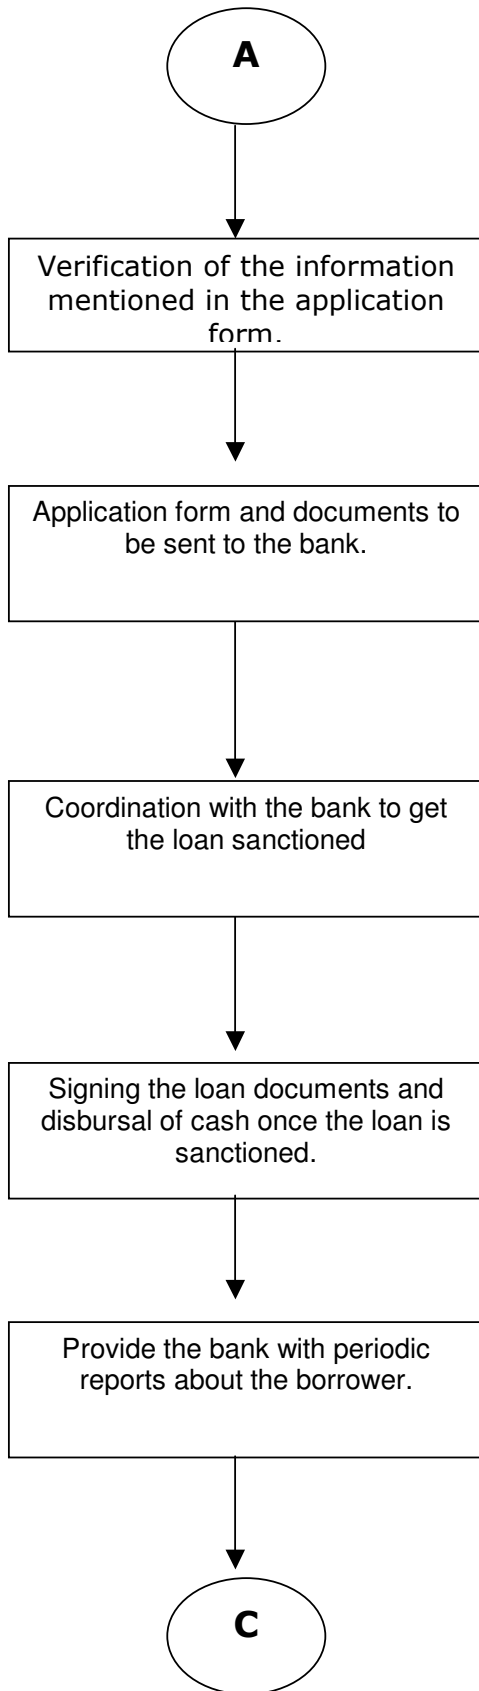 A
Verification of the information
mentioned in the application
form.
Application form and documents to
be sent to the bank.
Coordination with the bank to get
the loan sanctioned
Signing the loan documents and
disbursal of cash once the loan is
sanctioned.
Provide the bank with periodic
reports about the borrower.
C